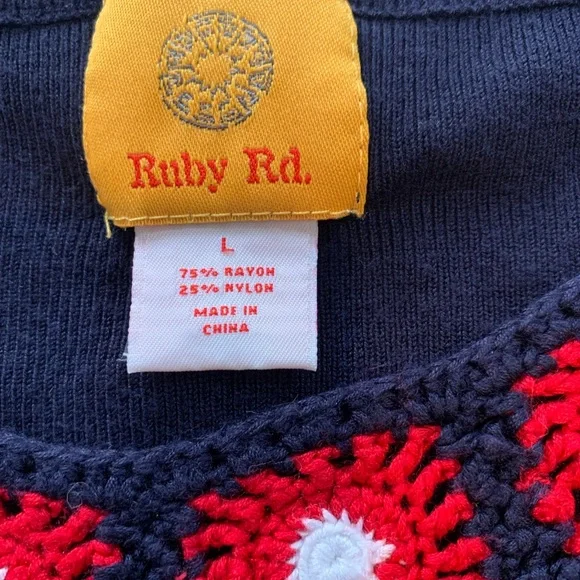 Ruby Rd.
L
75% RAYON
25% NYLON
MADE IN
CHINA